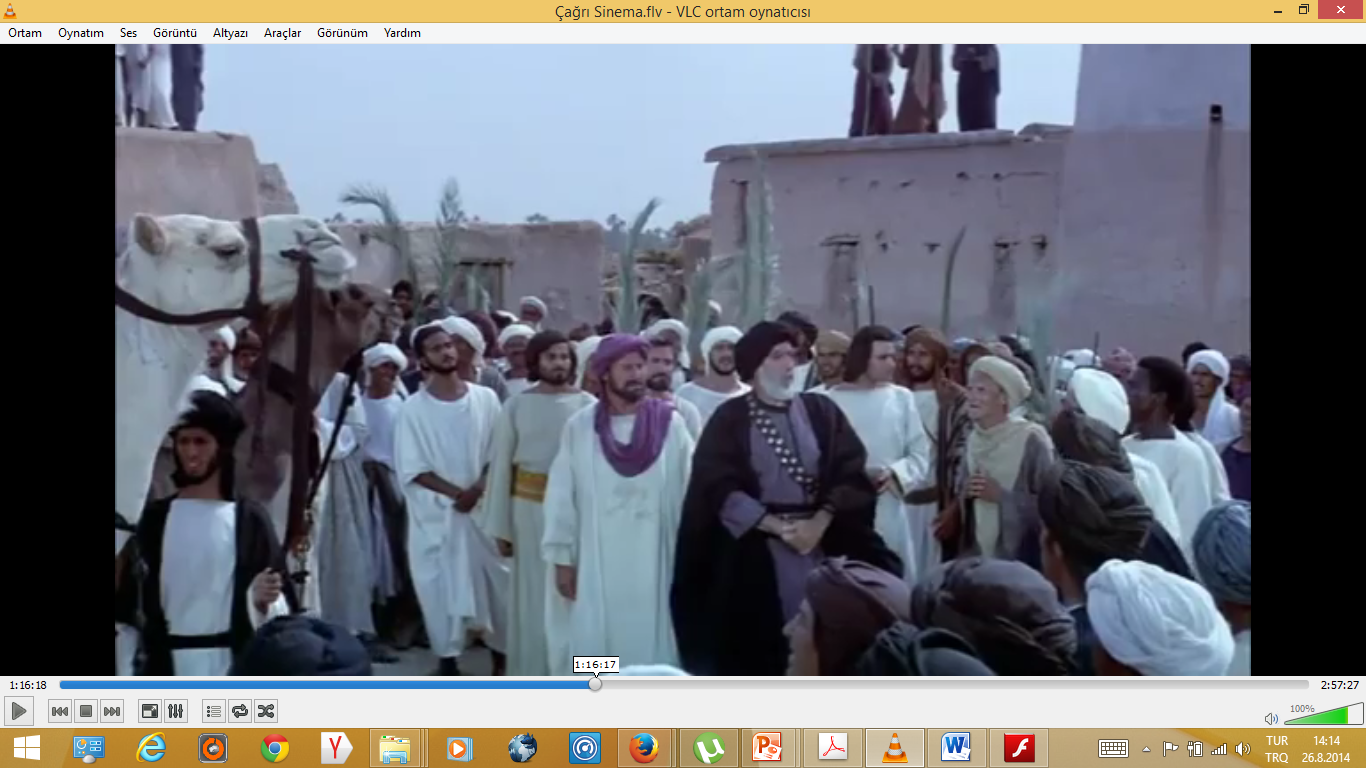 Çağrı Sinema.flv - VLC ortam oynatıcısı
Ortam Oynatım Ses Görüntü Altyazı Araçlar Görünüm Yardım
1:16:17
1:16:18 2:57:27
100%
TUR 14:14
TRQ 26.8.2014